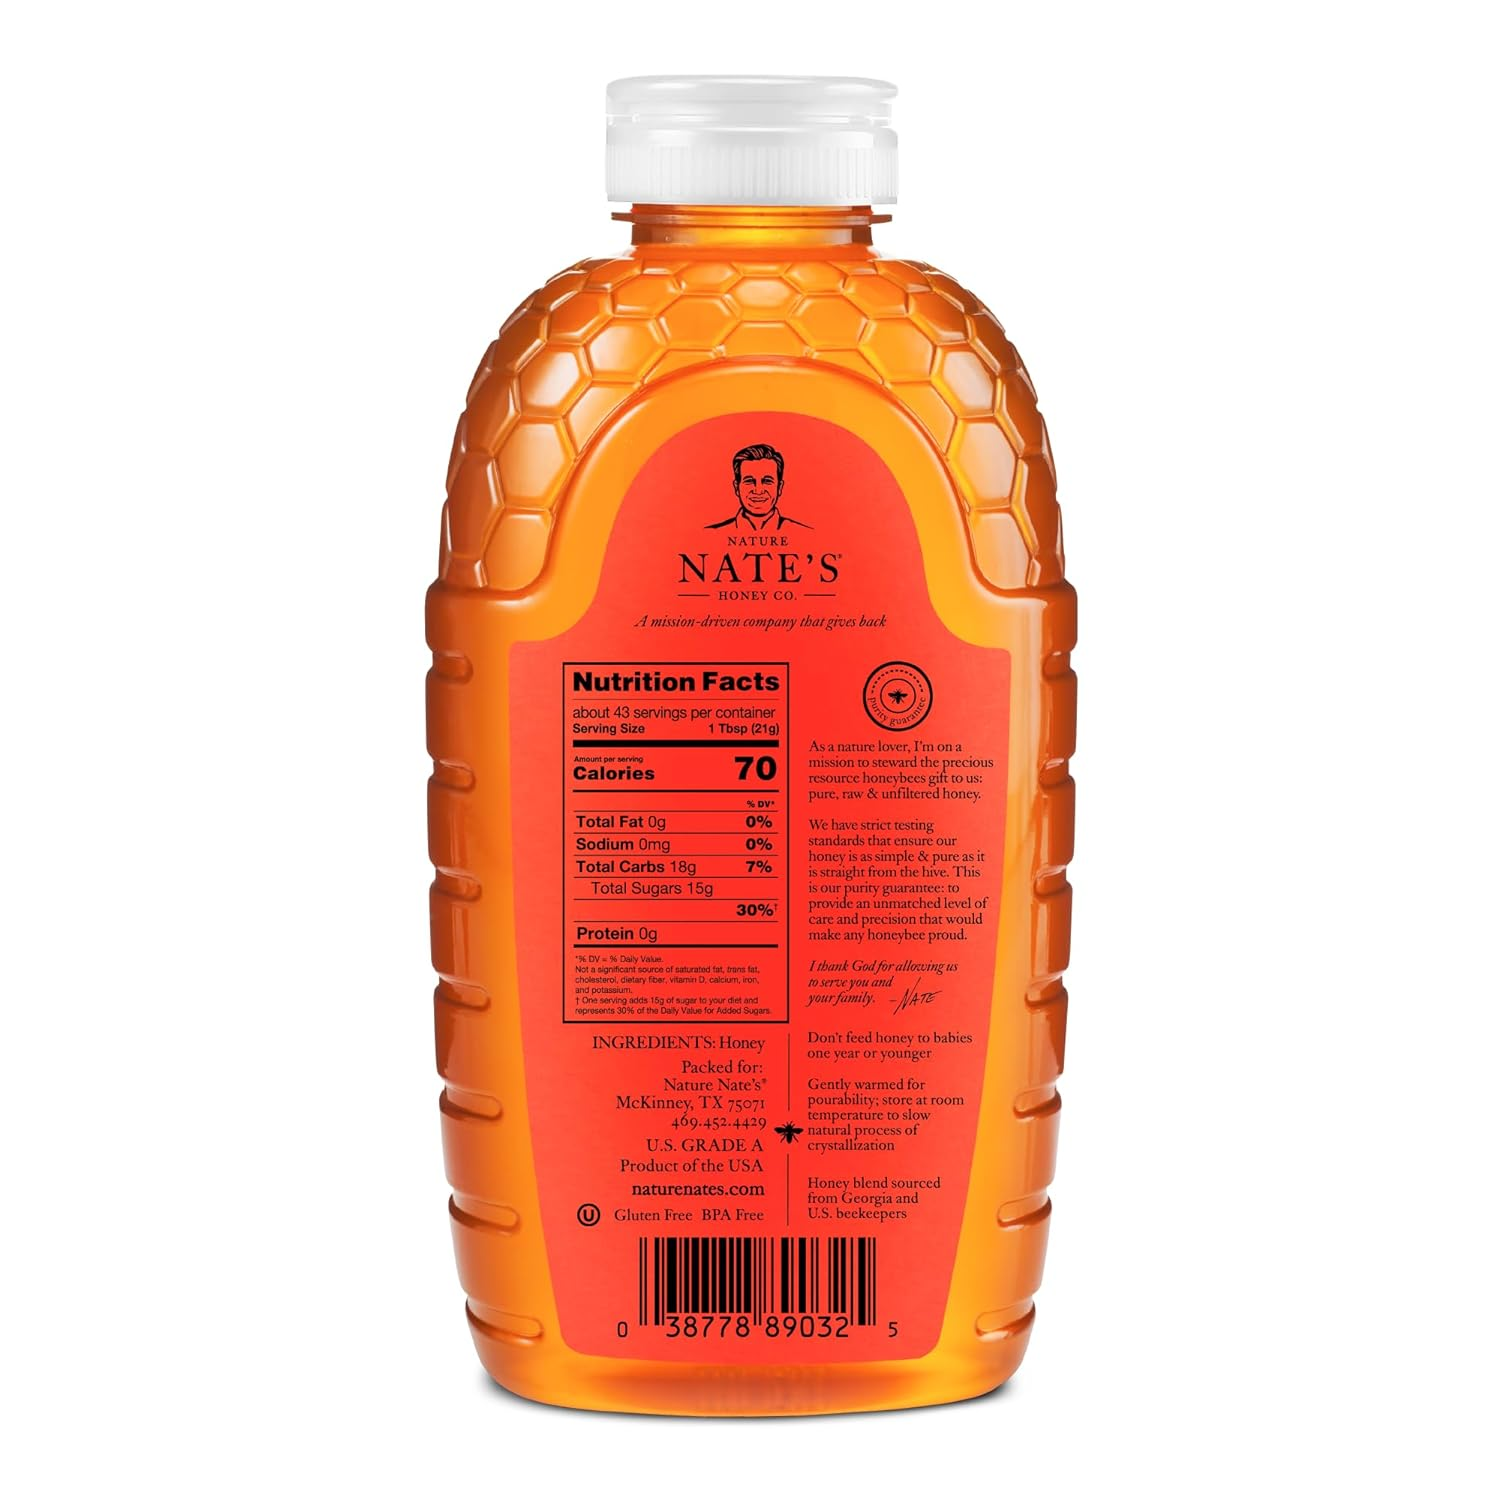 NATURE
NATE'S®
HONEY CO.
A mission-driven company that gives back
Nutrition Facts
about 43 servings per container
Serving Size 1 Tbsp (21g)
Amount per serving
Calories 70
% DV*
Total Fat 0g 0%
Sodium 0mg 0%
Total Carbs 18g 7%
Total Sugars 15g
30%†
Protein 0g
*% DV = % Daily Value.
Not a significant source of saturated fat, trans fat,
cholesterol, dietary fiber, vitamin D, calcium, iron,
and potassium.
† One serving adds 15g of sugar to your diet and
represents 30% of the Daily Value for Added Sugars.
INGREDIENTS: Honey
Packed for:
Nature Nate's®
McKinney, TX 75071
469.452.4429
U.S. GRADE A
Product of the USA
naturenates.com
U Gluten Free BPA Free
purity guarantee
As a nature lover, I'm on a
mission to steward the precious
resource honeybees gift to us:
pure, raw & unfiltered honey.
We have strict testing
standards that ensure our
honey is as simple & pure as it
is straight from the hive. This
is our purity guarantee: to
provide an unmatched level of
care and precision that would
make any honeybee proud.
I thank God for allowing us
to serve you and
your family. -NATE
Don't feed honey to babies
one year or younger
Gently warmed for
pourability; store at room
temperature to slow
natural process of
crystallization
Honey blend sourced
from Georgia and
U.S. beekeepers
0 38778 89032 5